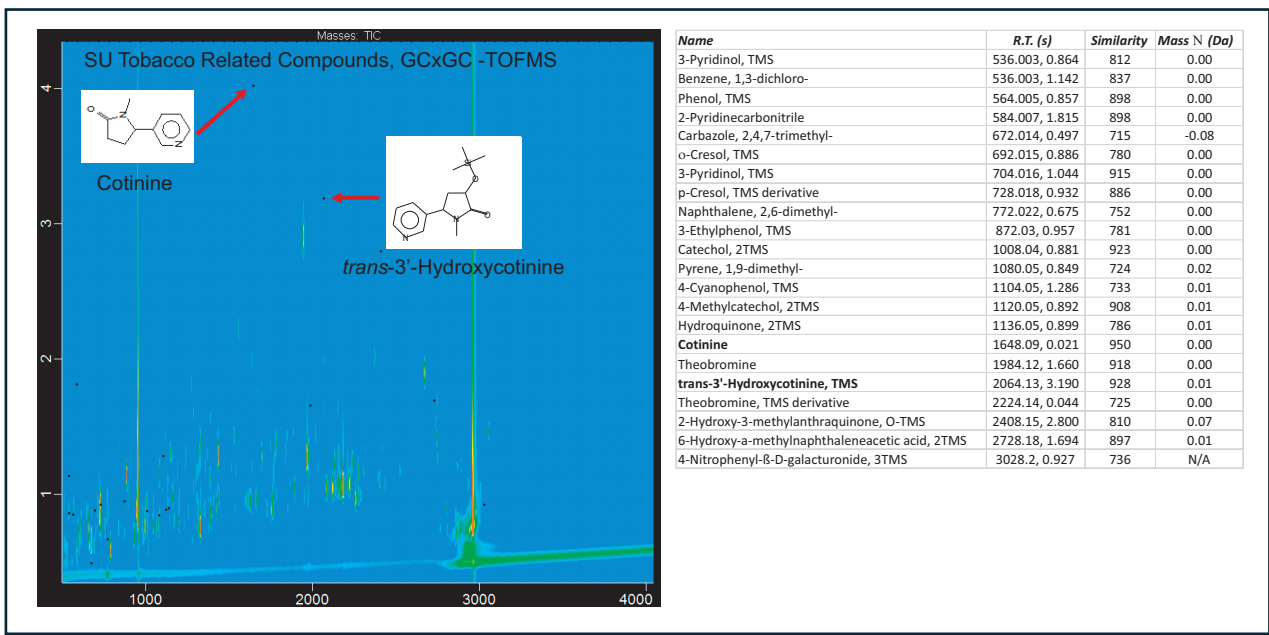 Masses: TIC
SU Tobacco Related Compounds, GCxGC -TOFMS
O
N
N
Cotinine
Si
O
O
N
N
trans-3'-Hydroxycotinine
4
3
2
1
1000 2000 3000 4000
Name R.T. (s) Similarity Mass N (Da)
3-Pyridinol, TMS 536.003, 0.864 812 0.00
Benzene, 1,3-dichloro- 536.003, 1.142 837 0.00
Phenol, TMS 564.005, 0.857 898 0.00
2-Pyridinecarbonitrile 584.007, 1.815 898 0.00
Carbazole, 2,4,7-trimethyl- 672.014, 0.497 715 -0.08
o-Cresol, TMS 692.015, 0.886 780 0.00
3-Pyridinol, TMS 704.016, 1.044 915 0.00
p-Cresol, TMS derivative 728.018, 0.932 886 0.00
Naphthalene, 2,6-dimethyl- 772.022, 0.675 752 0.00
3-Ethylphenol, TMS 872.03, 0.957 781 0.00
Catechol, 2TMS 1008.04, 0.881 923 0.00
Pyrene, 1,9-dimethyl- 1080.05, 0.849 724 0.02
4-Cyanophenol, TMS 1104.05, 1.286 733 0.01
4-Methylcatechol, 2TMS 1120.05, 0.892 908 0.01
Hydroquinone, 2TMS 1136.05, 0.899 786 0.01
Cotinine 1648.09, 0.021 950 0.00
Theobromine 1984.12, 1.660 918 0.00
trans-3'-Hydroxycotinine, TMS 2064.13, 3.190 928 0.01
Theobromine, TMS derivative 2224.14, 0.044 725 0.00
2-Hydroxy-3-methylanthraquinone, O-TMS 2408.15, 2.800 810 0.07
6-Hydroxy-a-methylnaphthaleneacetic acid, 2TMS 2728.18, 1.694 897 0.01
4-Nitrophenyl-ß-D-galacturonide, 3TMS 3028.2, 0.927 736 N/A